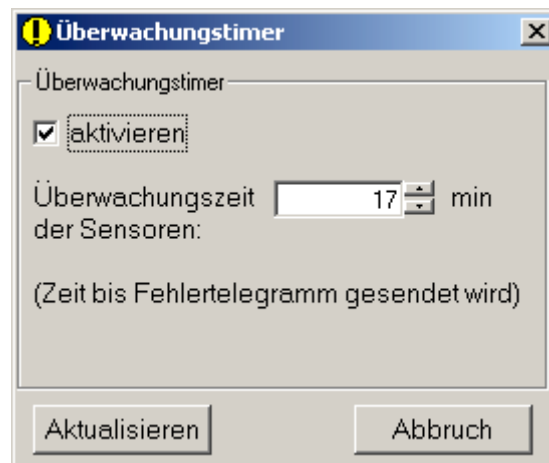 Überwachungstimer
Überwachungstimer
aktivieren
Überwachungszeit 17 min
der Sensoren:
(Zeit bis Fehlertelegramm gesendet wird)
Aktualisieren Abbruch